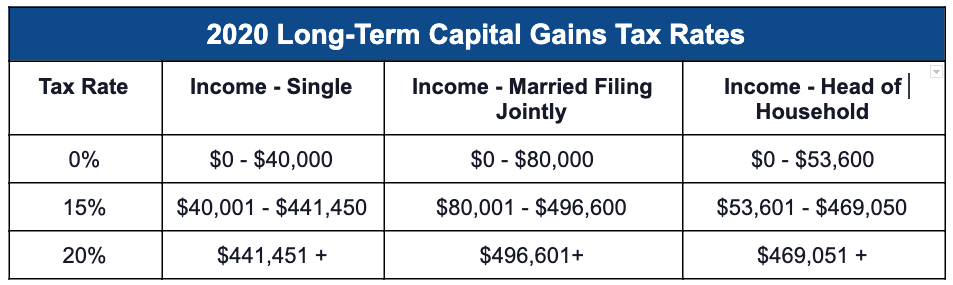 2020 Long-Term Capital Gains Tax Rates
Tax Rate
Income - Single
Income - Married Filing
Jointly
Income - Head of
Household
0%
$0 - $40,000
$0 - $80,000
$0 - $53,600
15%
$40,001 - $441,450
$80,001 - $496,600
$53,601 - $469,050
20%
$441,451 +
$496,601+
$469,051 +